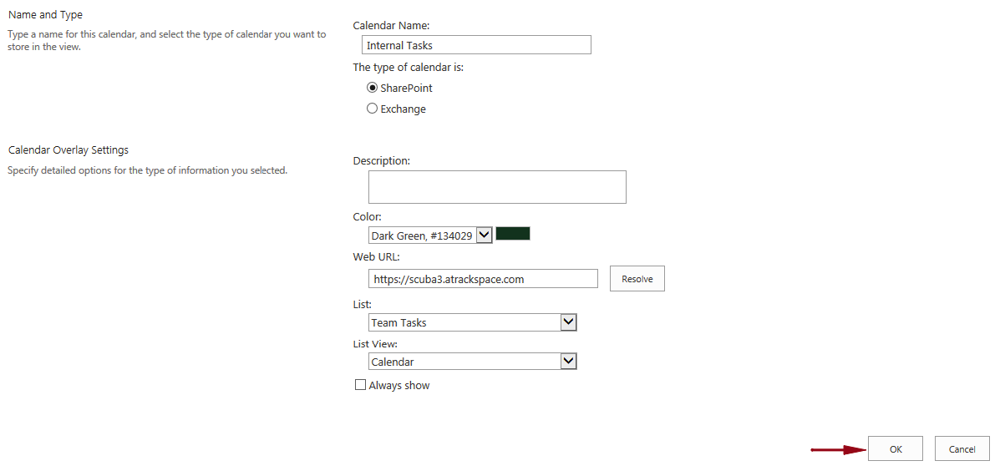 Name and Type
Type a name for this calendar, and select the type of calendar you want to
store in the view.
Calendar Name:
Internal Tasks
The type of calendar is:
SharePoint
Exchange
Calendar Overlay Settings
Specify detailed options for the type of information you selected.
Description:
Color:
Dark Green, #134029
Web URL:
https://scuba3.atrackspace.com
Resolve
List:
Team Tasks
List View:
Calendar
Always show
OK
Cancel